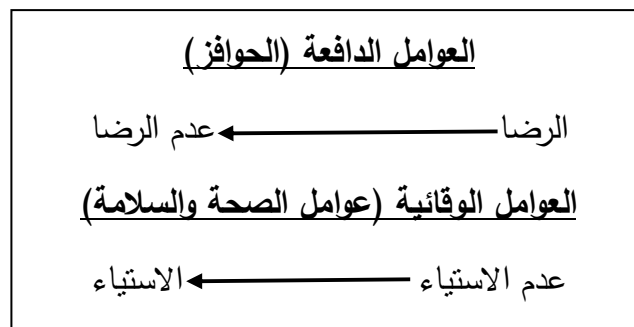 العوامل الدافعة (الحوافز)
الرضا عدم الرضا
العوامل الوقائية (عوامل الصحة والسلامة)
عدم الاستياء الاستياء